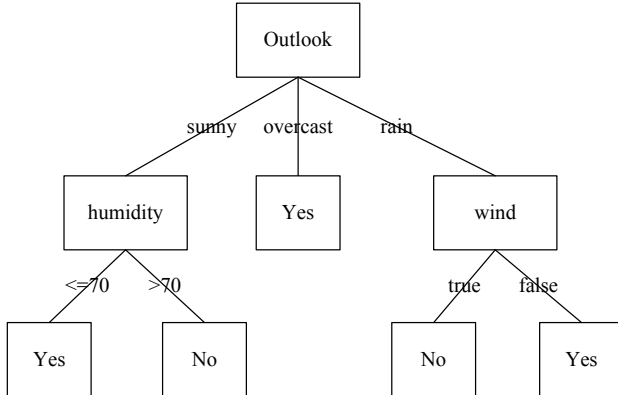 Outlook
sunny overcast rain
humidity Yes wind
<=70 >70 true false
Yes No No Yes